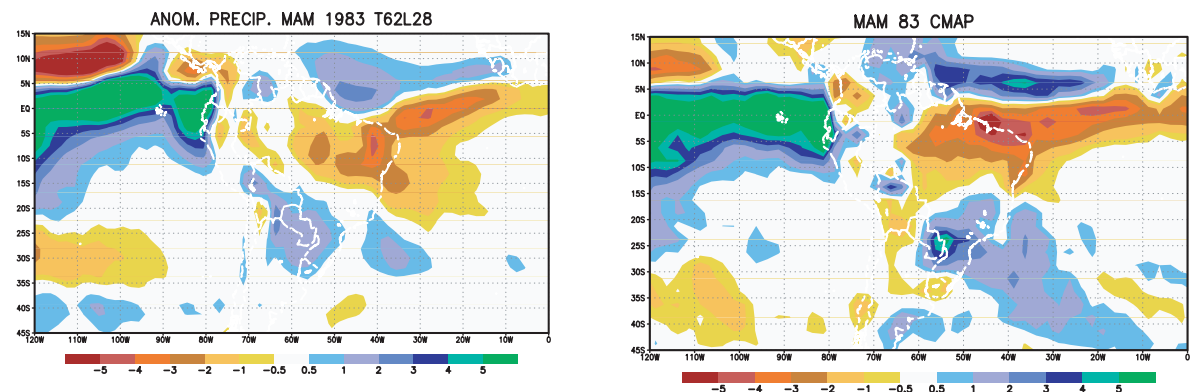 ANOM. PRECIP. MAM 1983 T62L28
15N
10N
5N
EQ
5S
10S
15S
20S
25S
30S
35S
40S
45S
120W 110W 100W 90W 80W 70W 60W 50W 40W 30W 20W 10W 0
-5 -4 -3 -2 -1 -0.5 0.5 1 2 3 4 5
MAM 83 CMAP
15N
10N
5N
EQ
5S
10S
15S
20S
25S
30S
35S
40S
45S
120W 110W 100W 90W 80W 70W 60W 50W 40W 30W 20W 10W 0
-5 -4 -3 -2 -1 -0.5 0.5 1 2 3 4 5